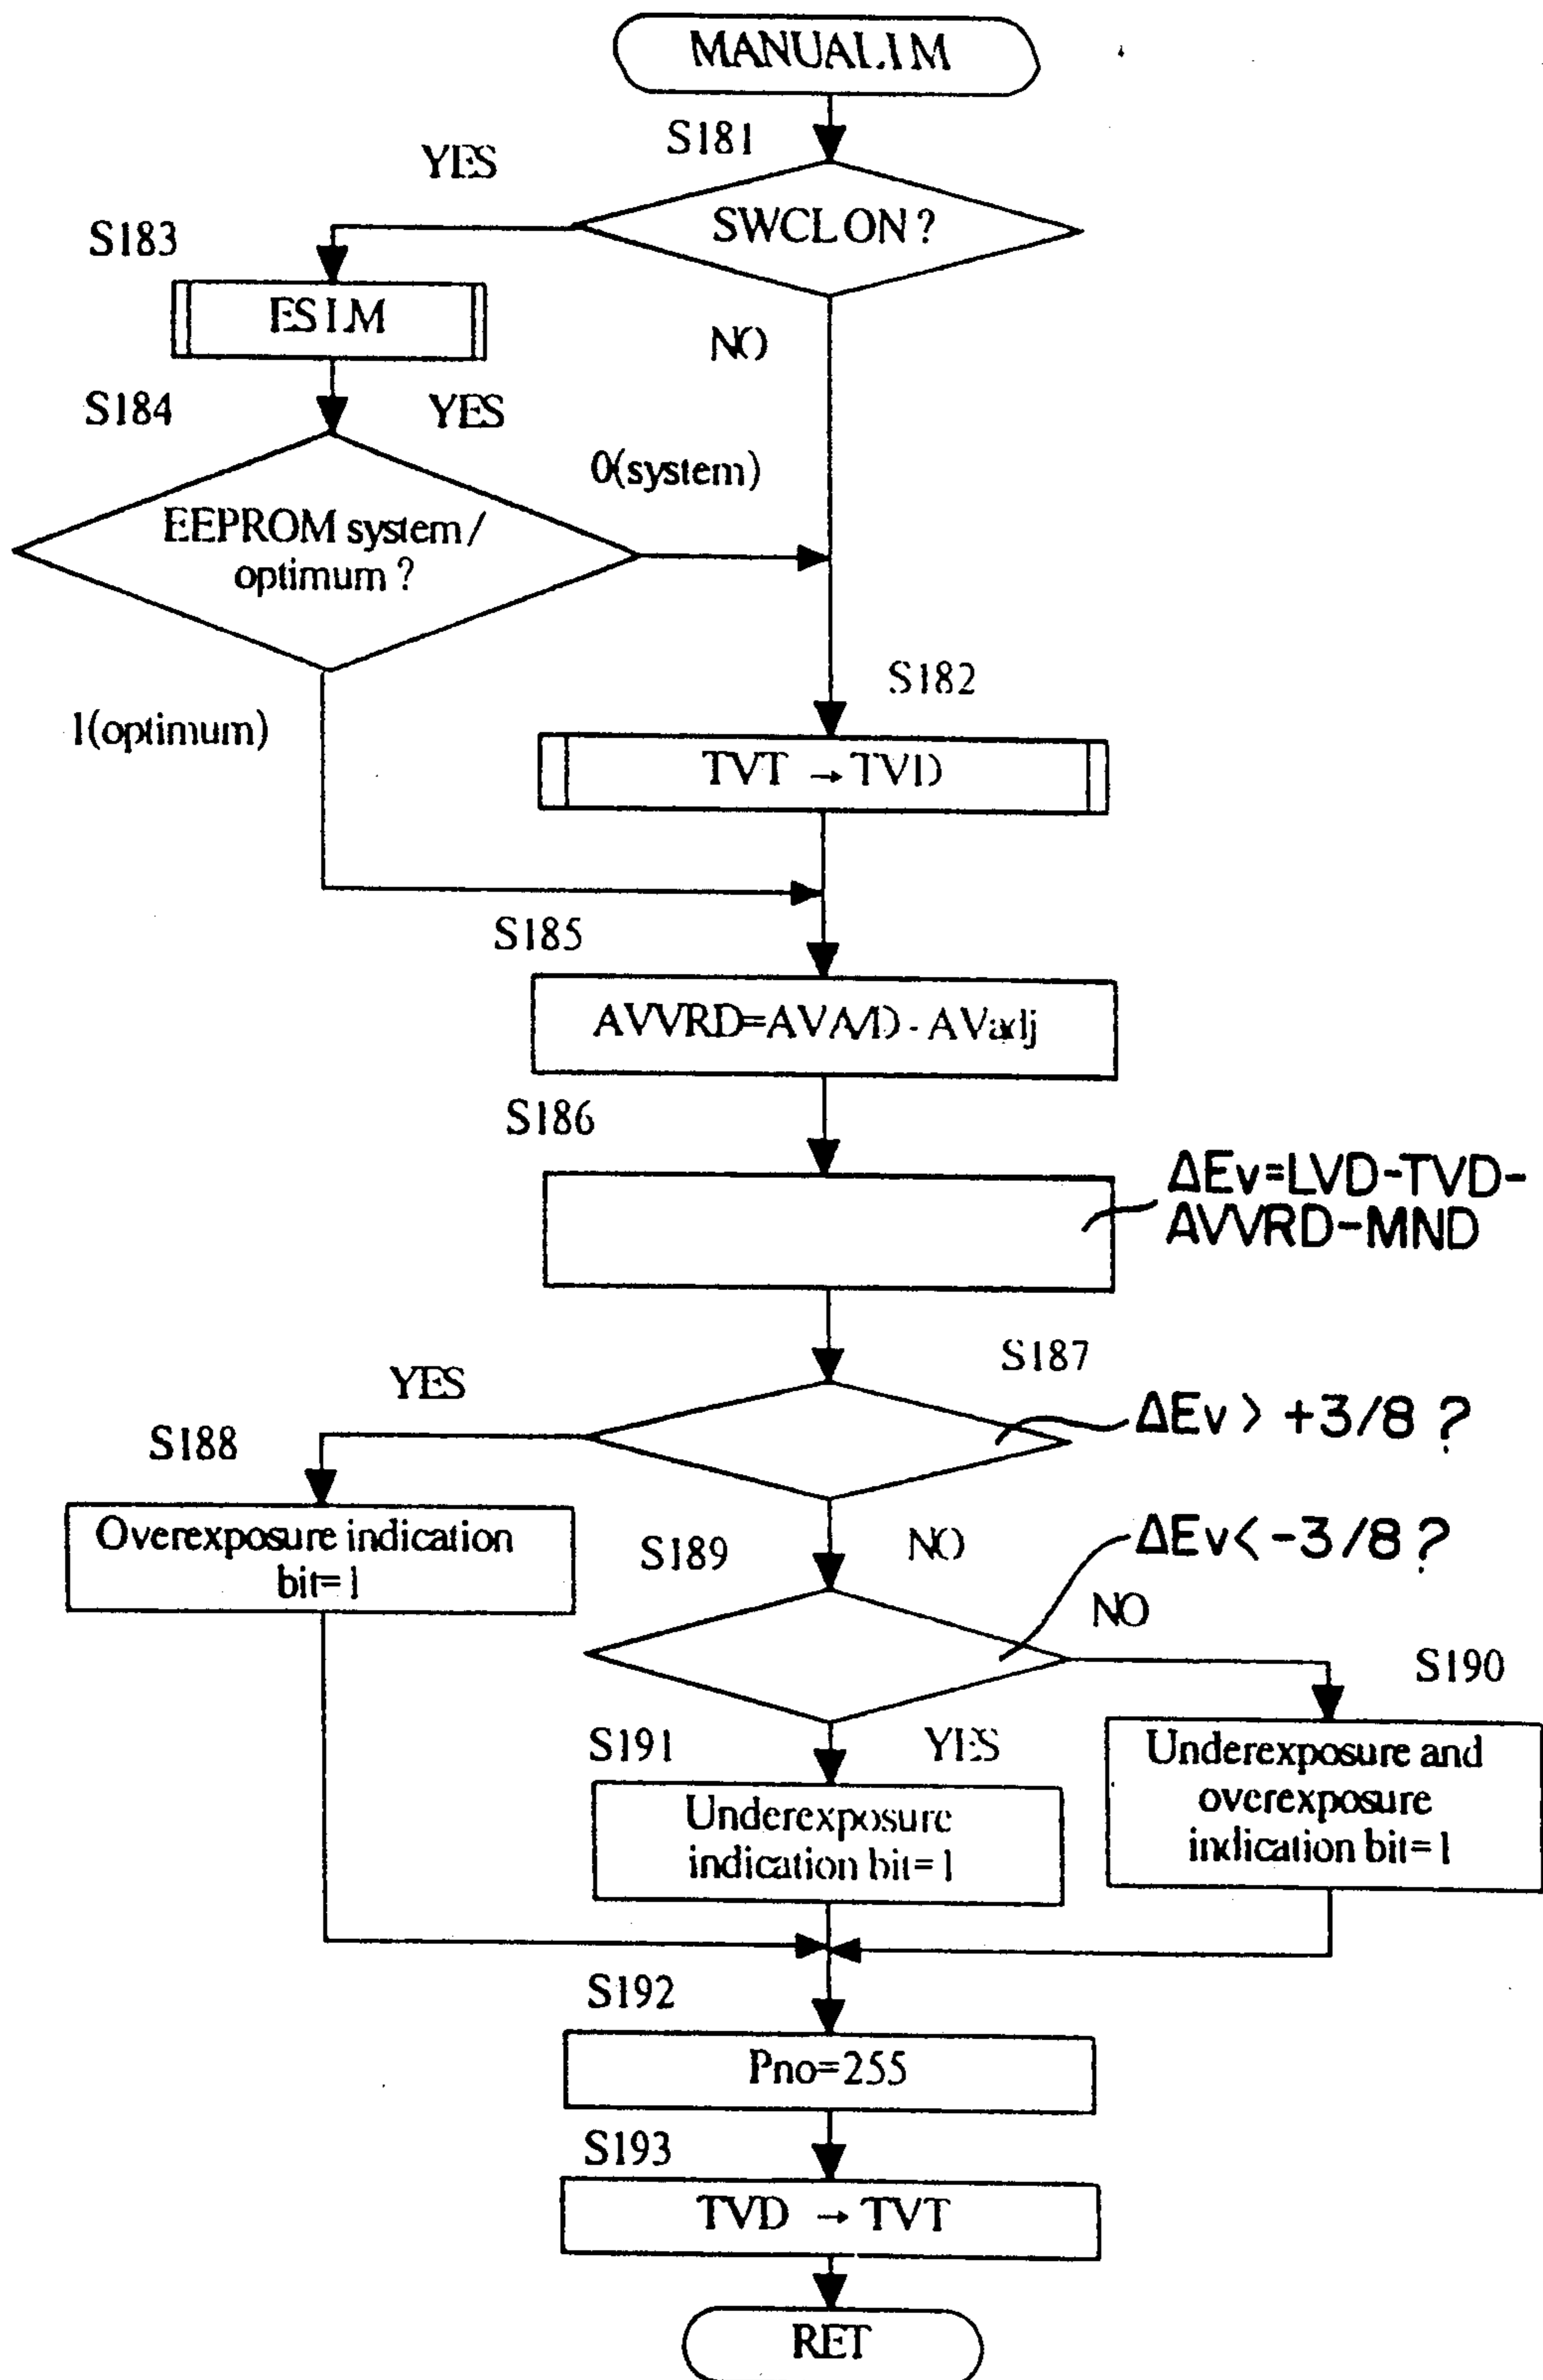 MANUALIM
S181
YES
SWCLON?
S183
ESIM
NO
S184
YES
0(system)
EEPROM system/
optimum?
S182
1(optimum)
TVT → TVD
S185
AVVRD=AVA/D-AVadj
S186
ΔEv=LVD-TVD-
AVVRD-MND
S187
YES
ΔEv> +3/8?
S188
Overexposure indication
bit=1
S189
NO
ΔEv<-3/8?
NO
S190
S191
YES
Underexposure and
overexposure
indication bit=1
Underexposure
indication bit=1
S192
Pno=255
S193
TVD → TVT
RET